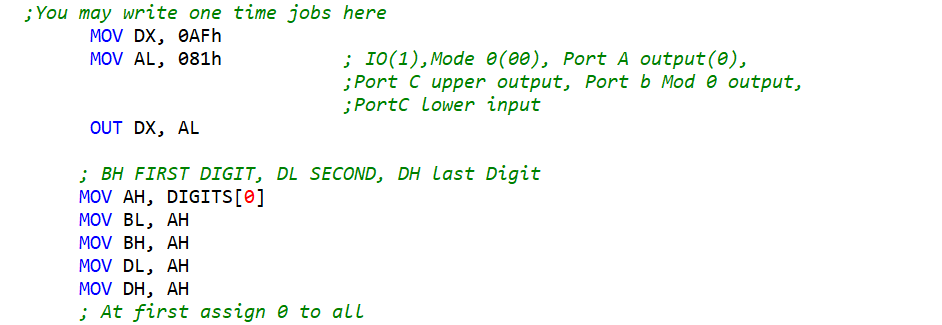 ;You may write one time jobs here
MOV DX, 0AFh
MOV AL, 081h ; IO(1),Mode 0(00), Port A output(0),
;Port C upper output, Port b Mod 0 output,
;PortC lower input
OUT DX, AL
; BH FIRST DIGIT, DL SECOND, DH last Digit
MOV AH, DIGITS[0]
MOV BL, AH
MOV BH, AH
MOV DL, AH
MOV DH, AH
; At first assign 0 to all